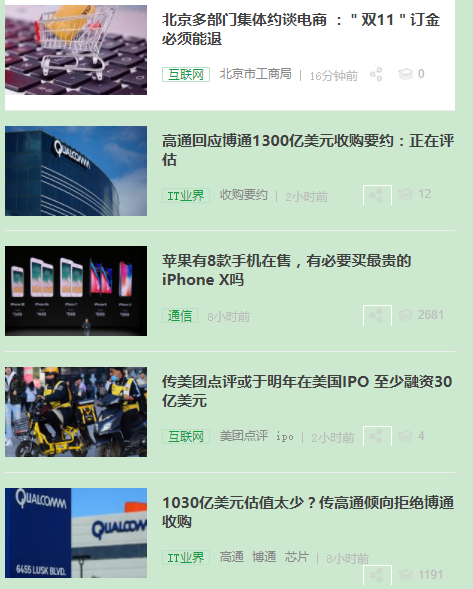 北京多部门集体约谈电商 ："双11"订金
必须能退
互联网 北京市工商局 | 16分钟前 0
QUALCOMM
高通回应博通1300亿美元收购要约：正在评
估
IT业界 收购要约 | 2小时前 12
苹果有8款手机在售，有必要买最贵的
iPhone X吗
$349 $449 $549 $699 $999
通信 8小时前 2681
传美团点评或于明年在美国IPO 至少融资30
亿美元
互联网 美团点评 ipo | 2小时前 4
1030亿美元估值太少？传高通倾向拒绝博通
收购
QUALCOMM
QUALCOMM
6455 LUSK BLVD.
IT业界 高通 博通 芯片 | 8小时前 1191